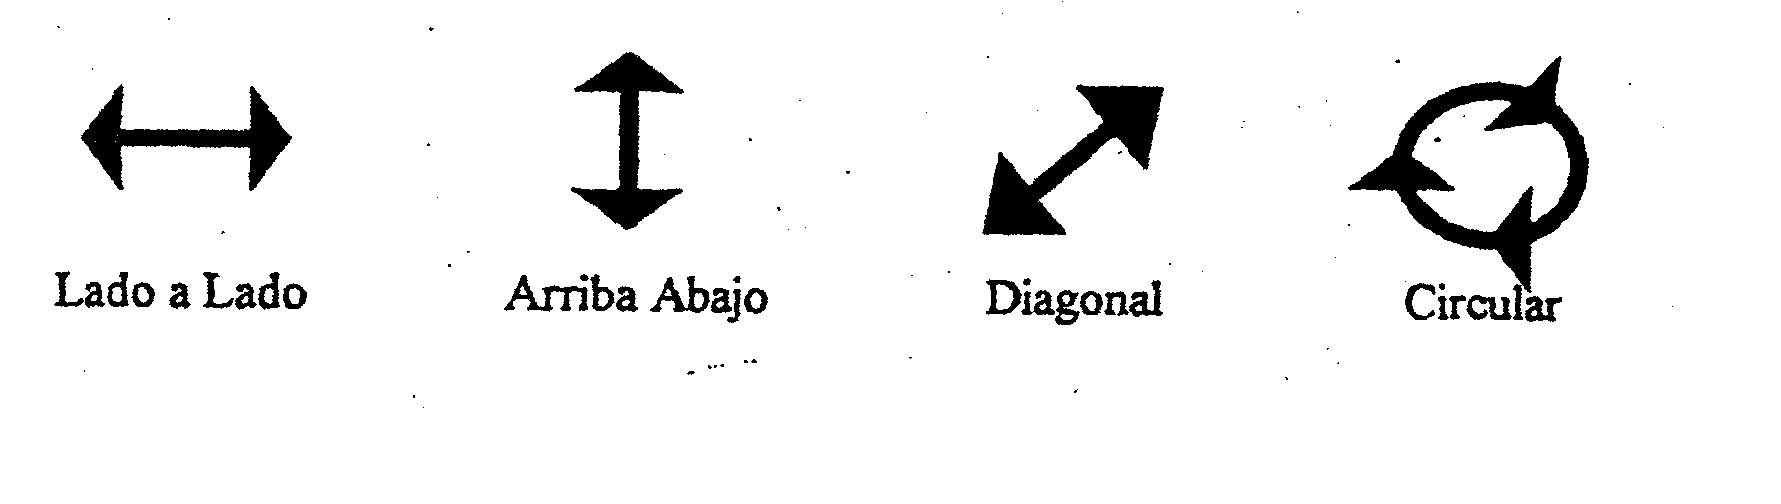 Lado a Lado
Arriba Abajo
Diagonal
Circular